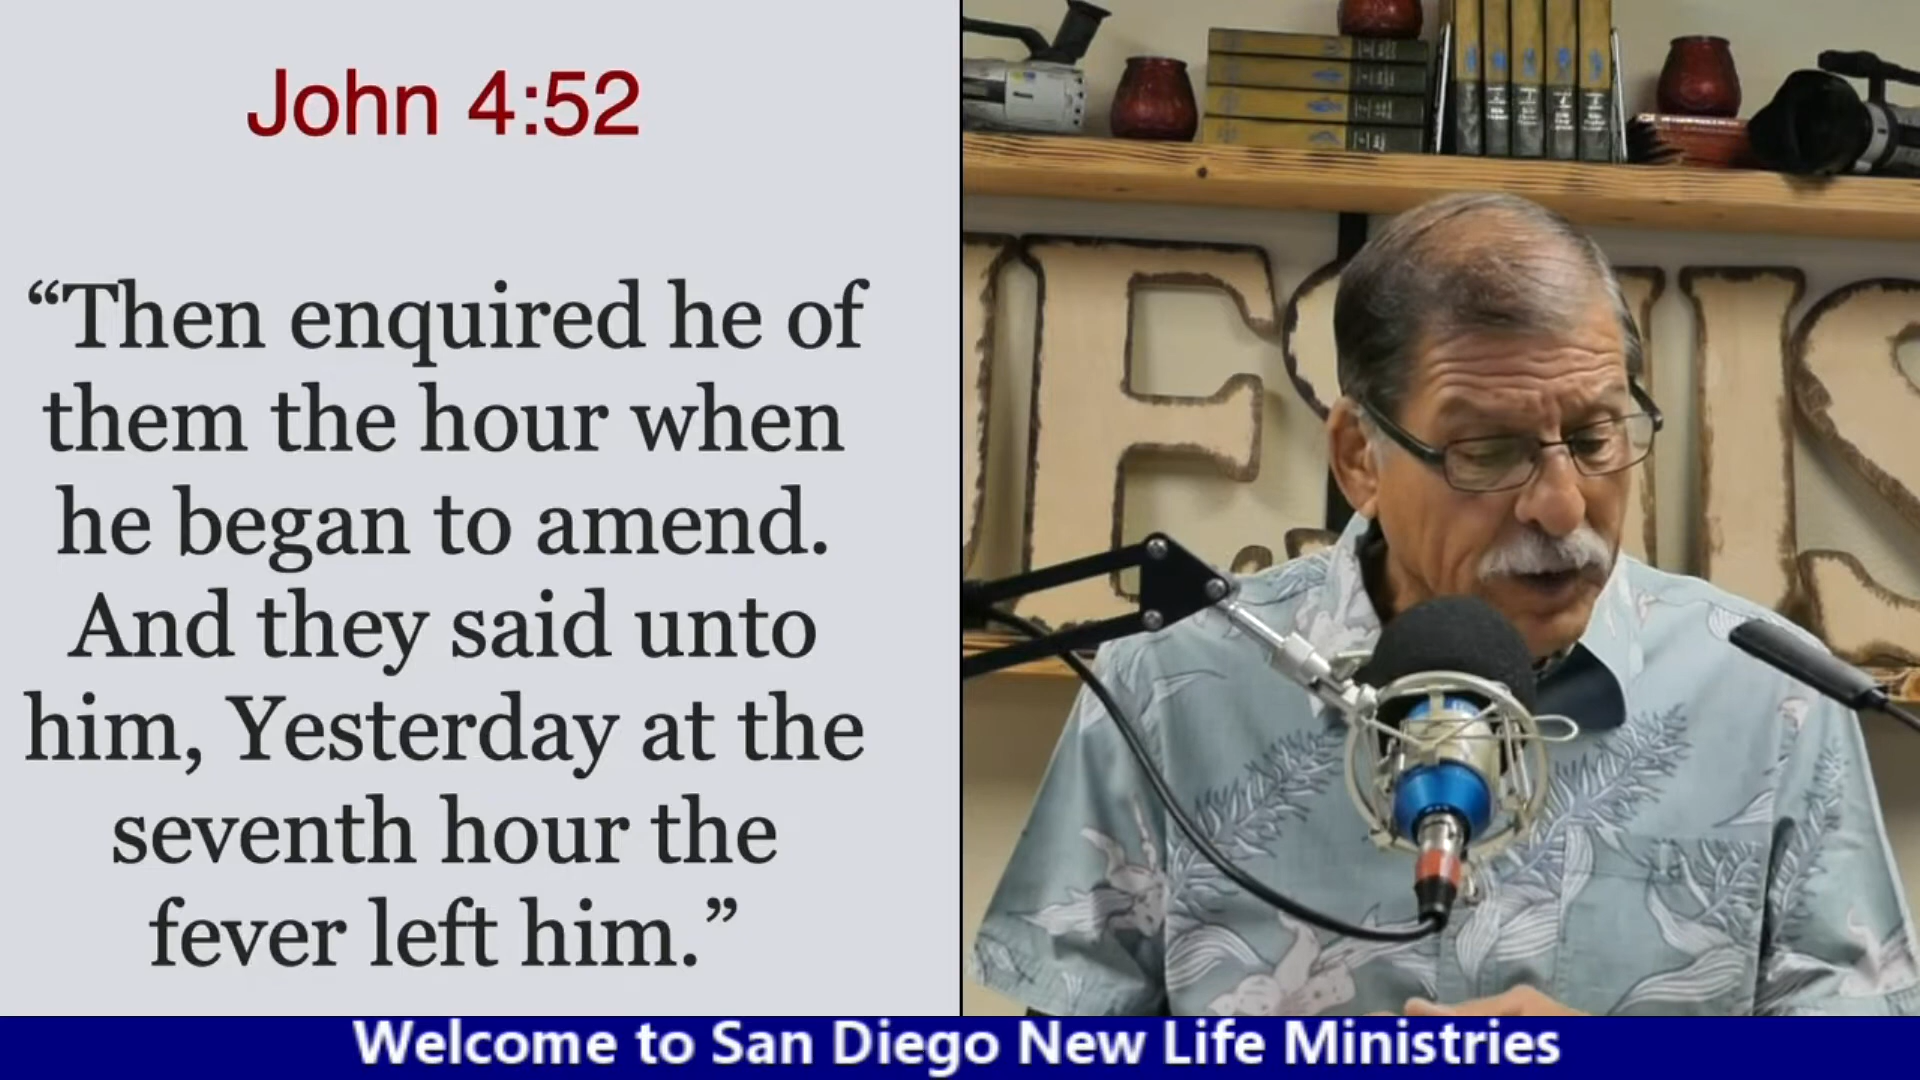 John 4:52
“Then enquired he of
them the hour when
he began to amend.
And they said unto
him, Yesterday at the
seventh hour the
fever left him.”
JESUS
Welcome to San Diego New Life Ministries